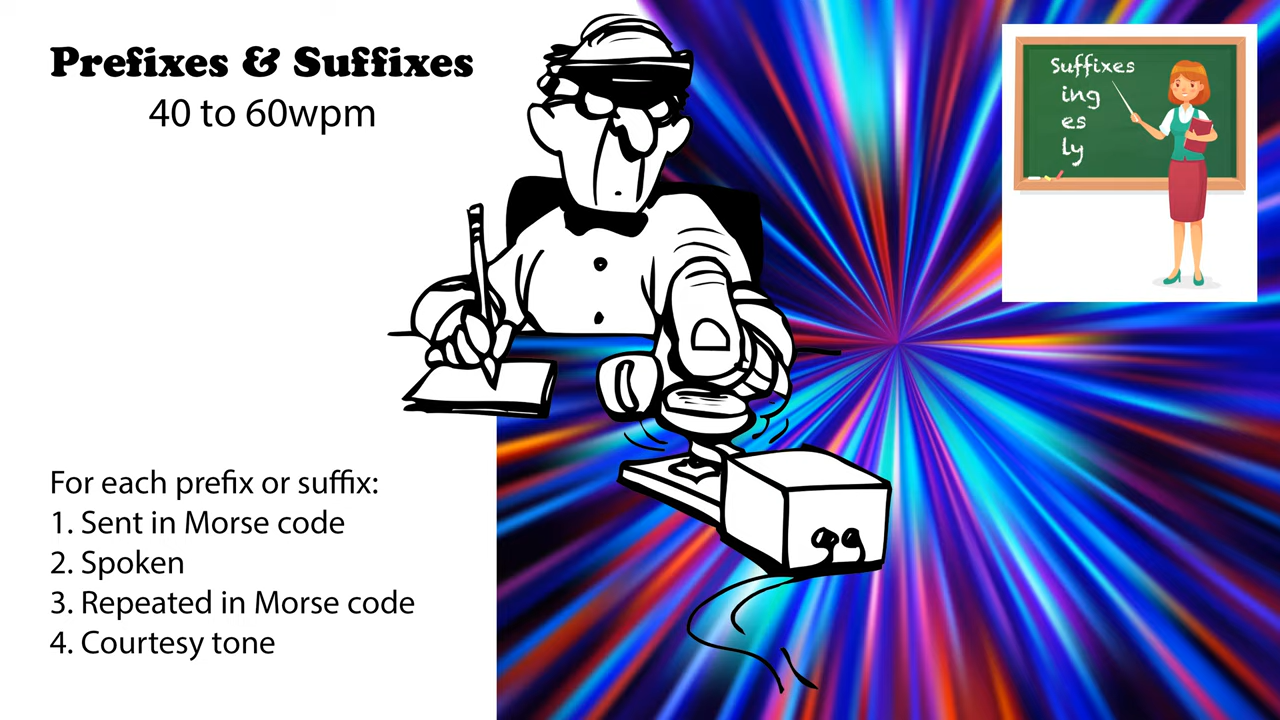 Prefixes & Suffixes
40 to 60wpm
Suffixes
ing
es
ly
For each prefix or suffix:
1. Sent in Morse code
2. Spoken
3. Repeated in Morse code
4. Courtesy tone